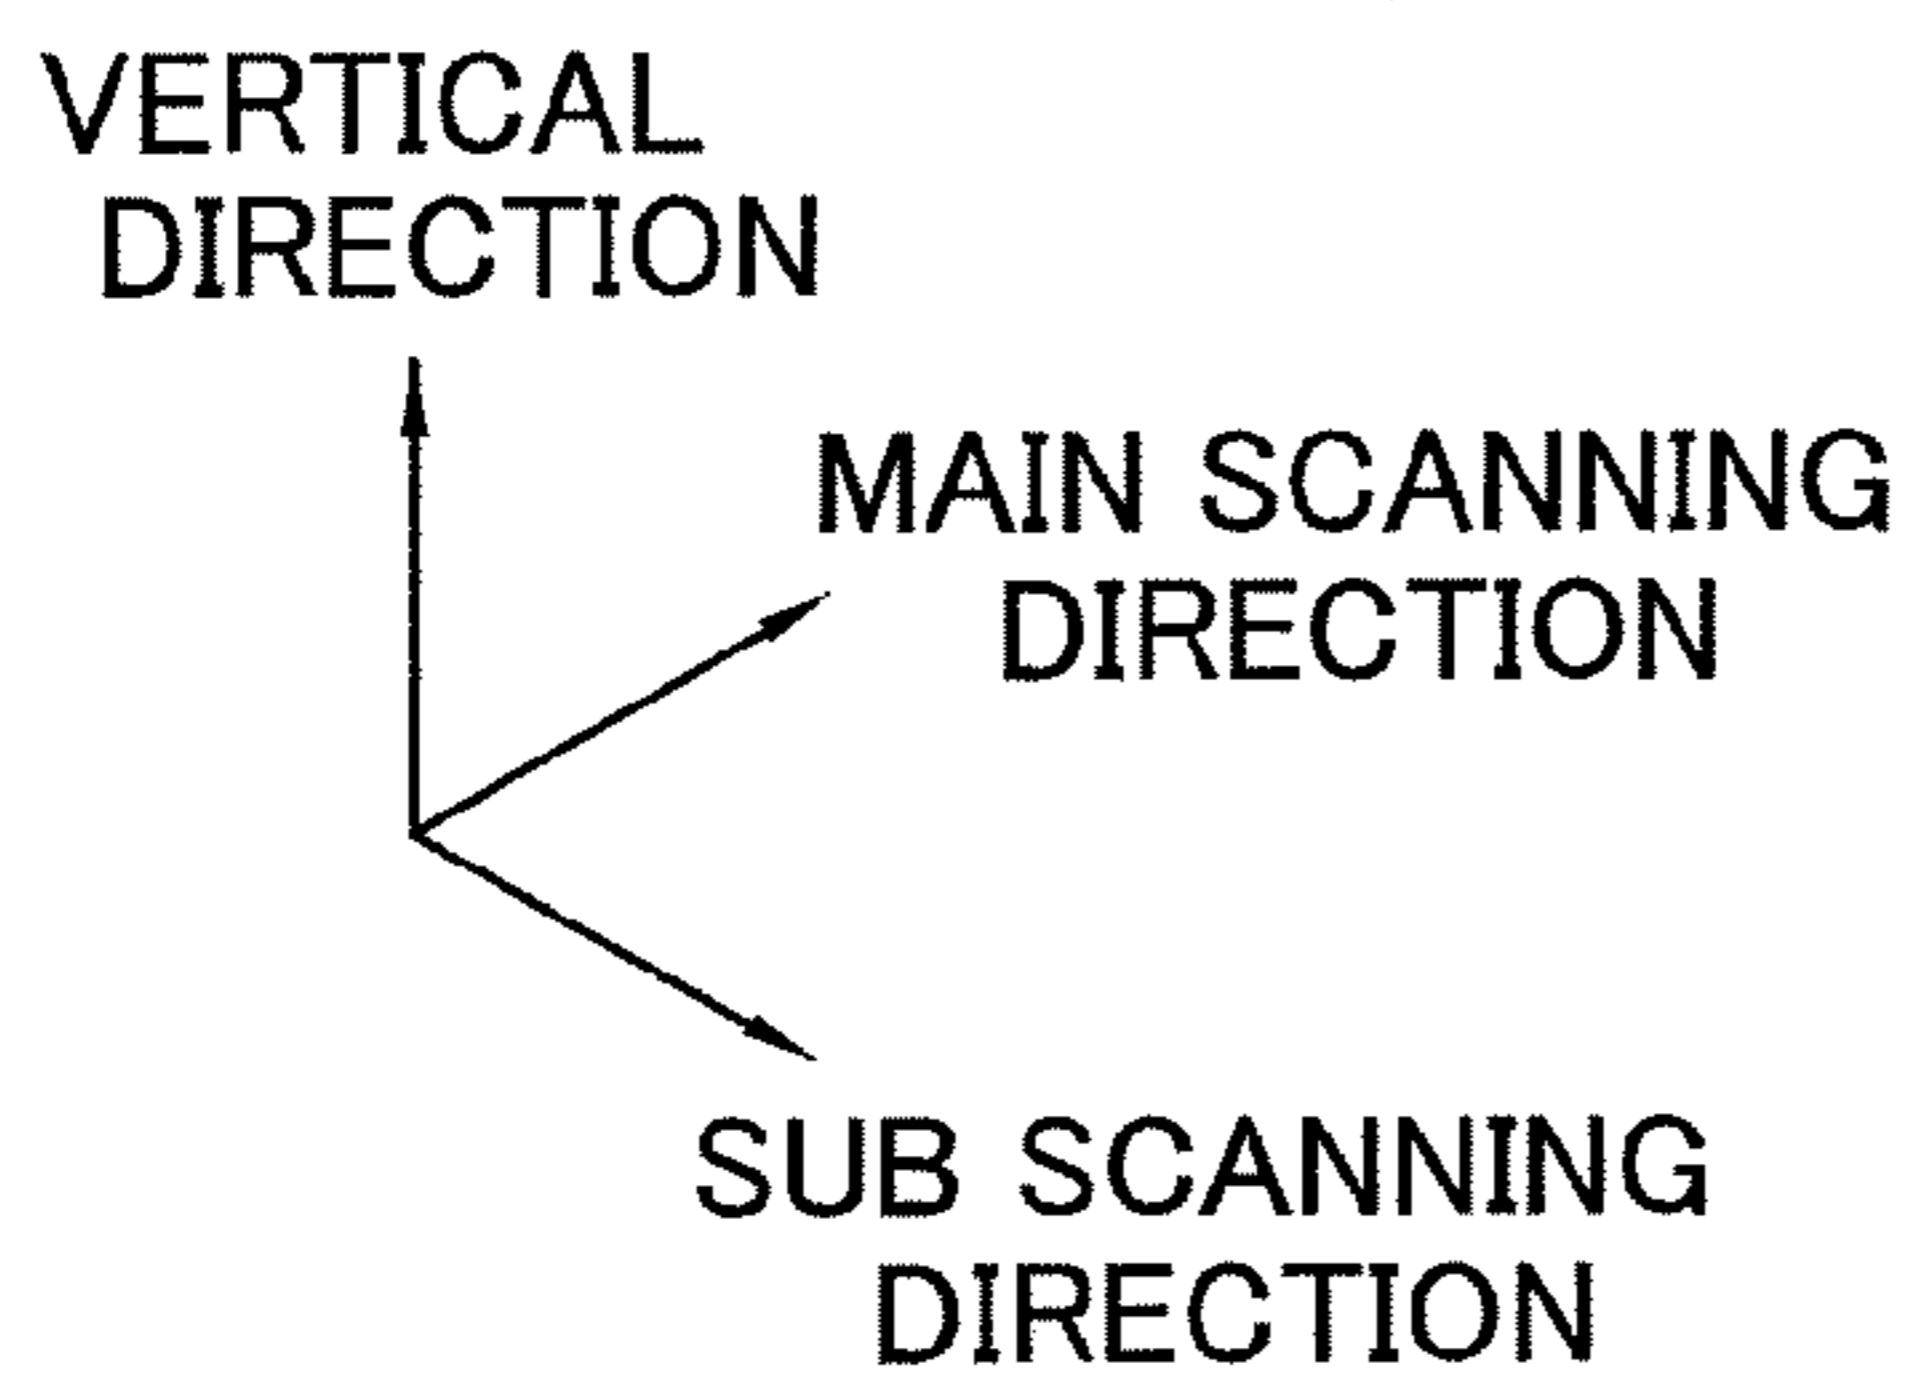 VERTICAL
DIRECTION
MAIN SCANNING
DIRECTION
SUB SCANNING
DIRECTION